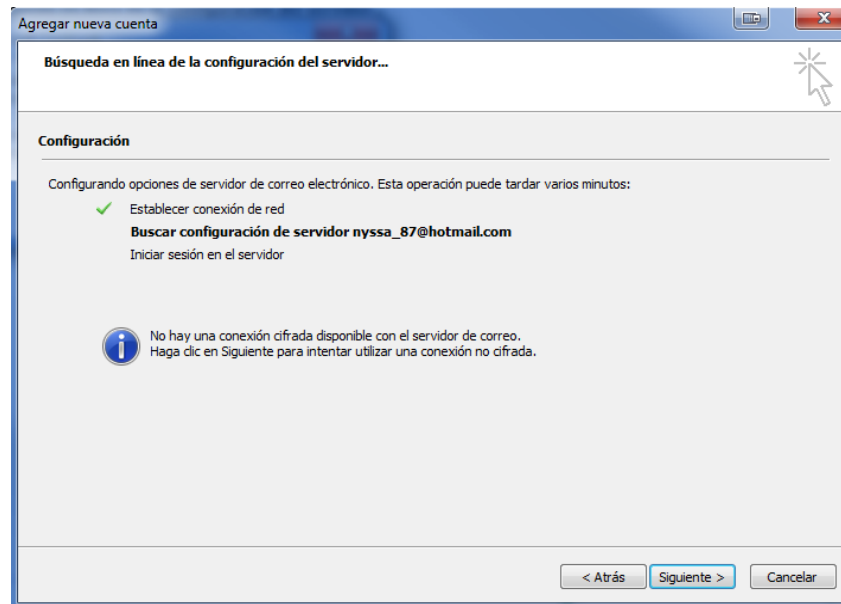 Agregar nueva cuenta
Búsqueda en línea de la configuración del servidor...
Configuración
Configurando opciones de servidor de correo electrónico. Esta operación puede tardar varios minutos:
Establecer conexión de red
Buscar configuración de servidor nyssa_87@hotmail.com
Iniciar sesión en el servidor
No hay una conexión cifrada disponible con el servidor de correo.
Haga clic en Siguiente para intentar utilizar una conexión no cifrada.
< Atrás
Siguiente >
Cancelar